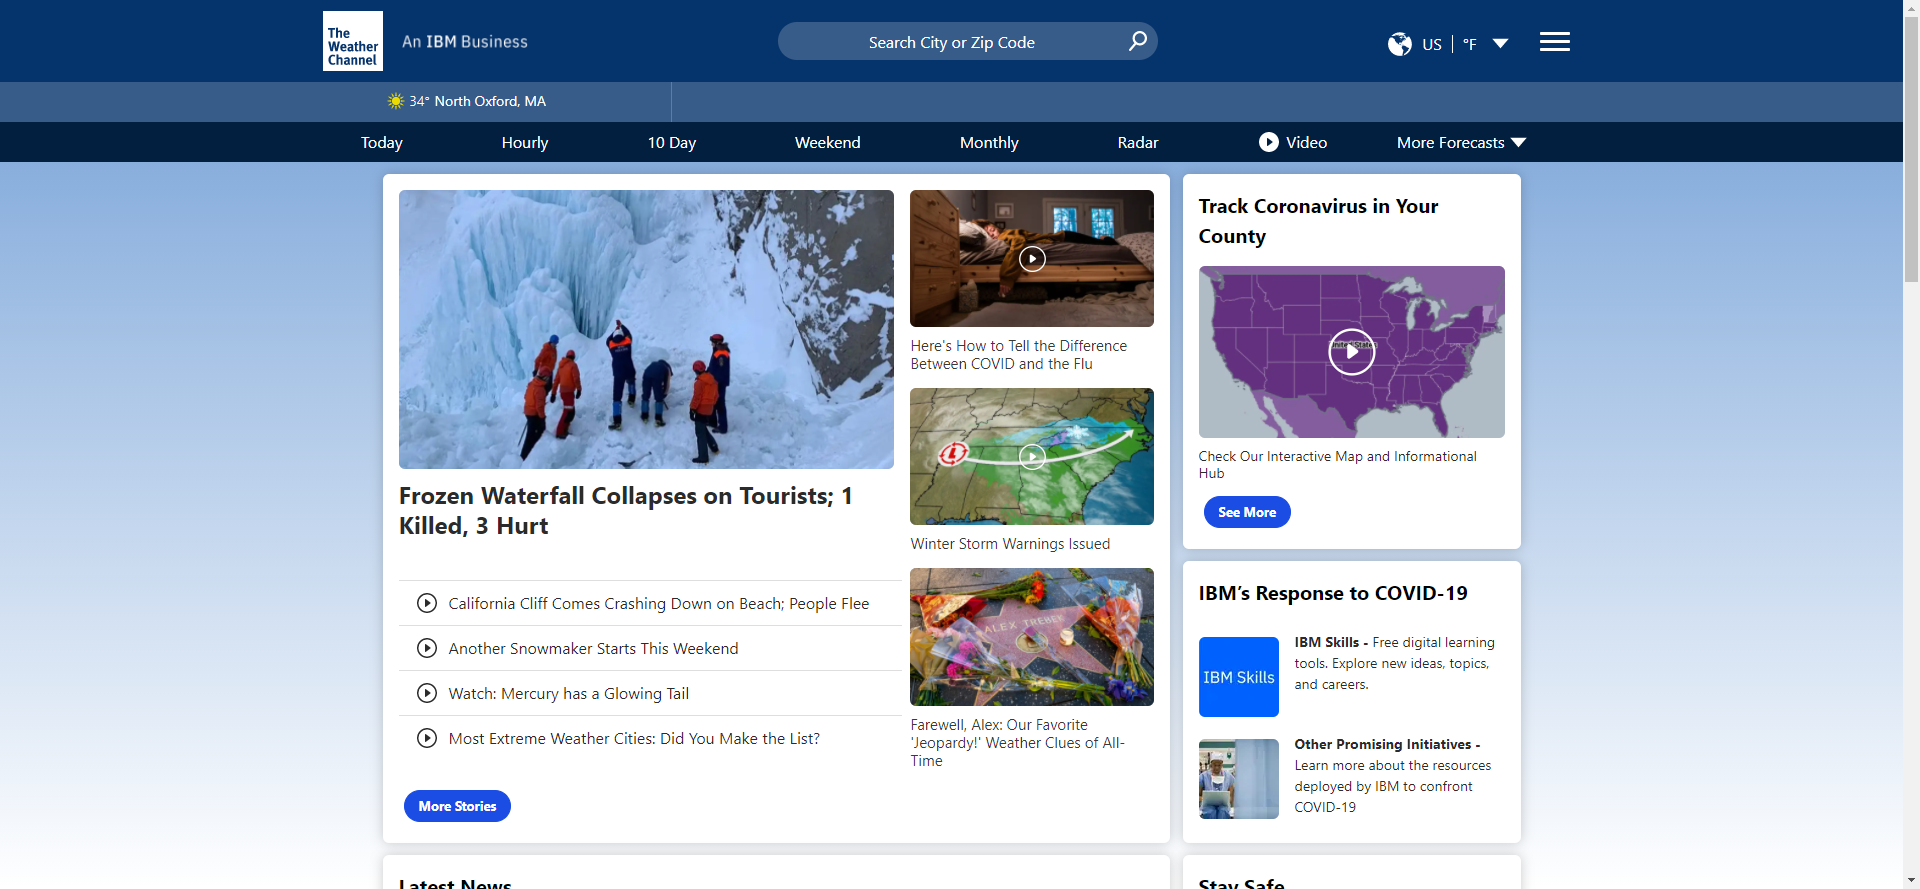 The
Weather
Channel
An IBM Business
Search City or Zip Code
US
°F
34° North Oxford, MA
Today
Hourly
10 Day
Weekend
Monthly
Radar
Video
More Forecasts
Frozen Waterfall Collapses on Tourists; 1
Killed, 3 Hurt
California Cliff Comes Crashing Down on Beach; People Flee
Another Snowmaker Starts This Weekend
Watch: Mercury has a Glowing Tail
Most Extreme Weather Cities: Did You Make the List?
More Stories
Here's How to Tell the Difference
Between COVID and the Flu
L
Winter Storm Warnings Issued
ALEX TREBEK
Farewell, Alex: Our Favorite
'Jeopardy!' Weather Clues of All-
Time
Track Coronavirus in Your
County
United States
Check Our Interactive Map and Informational
Hub
See More
IBM’s Response to COVID-19
IBM Skills
IBM Skills - Free digital learning
tools. Explore new ideas, topics,
and careers.
Other Promising Initiatives -
Learn more about the resources
deployed by IBM to confront
COVID-19
Latest News
Stay Safe